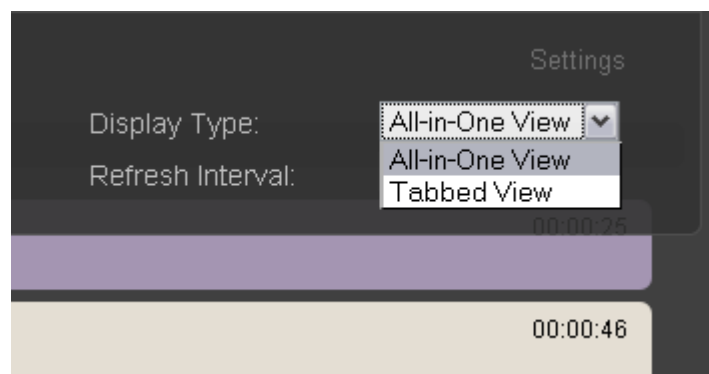 Settings
Display Type: All-in-One View
All-in-One View
Refresh Interval:
Tabbed View
00:00:25
00:00:46